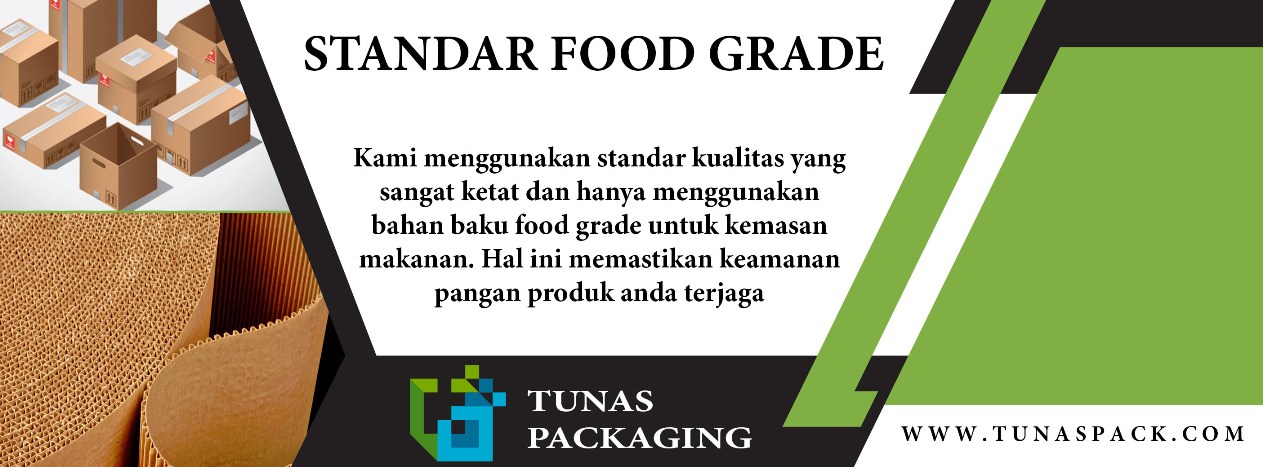 STANDAR FOOD GRADE
Kami menggunakan standar kualitas yang
sangat ketat dan hanya menggunakan
bahan baku food grade untuk kemasan
makanan. Hal ini memastikan keamanan
pangan produk anda terjaga
TUNAS
PACKAGING
WWW.TUNASPACK.COM